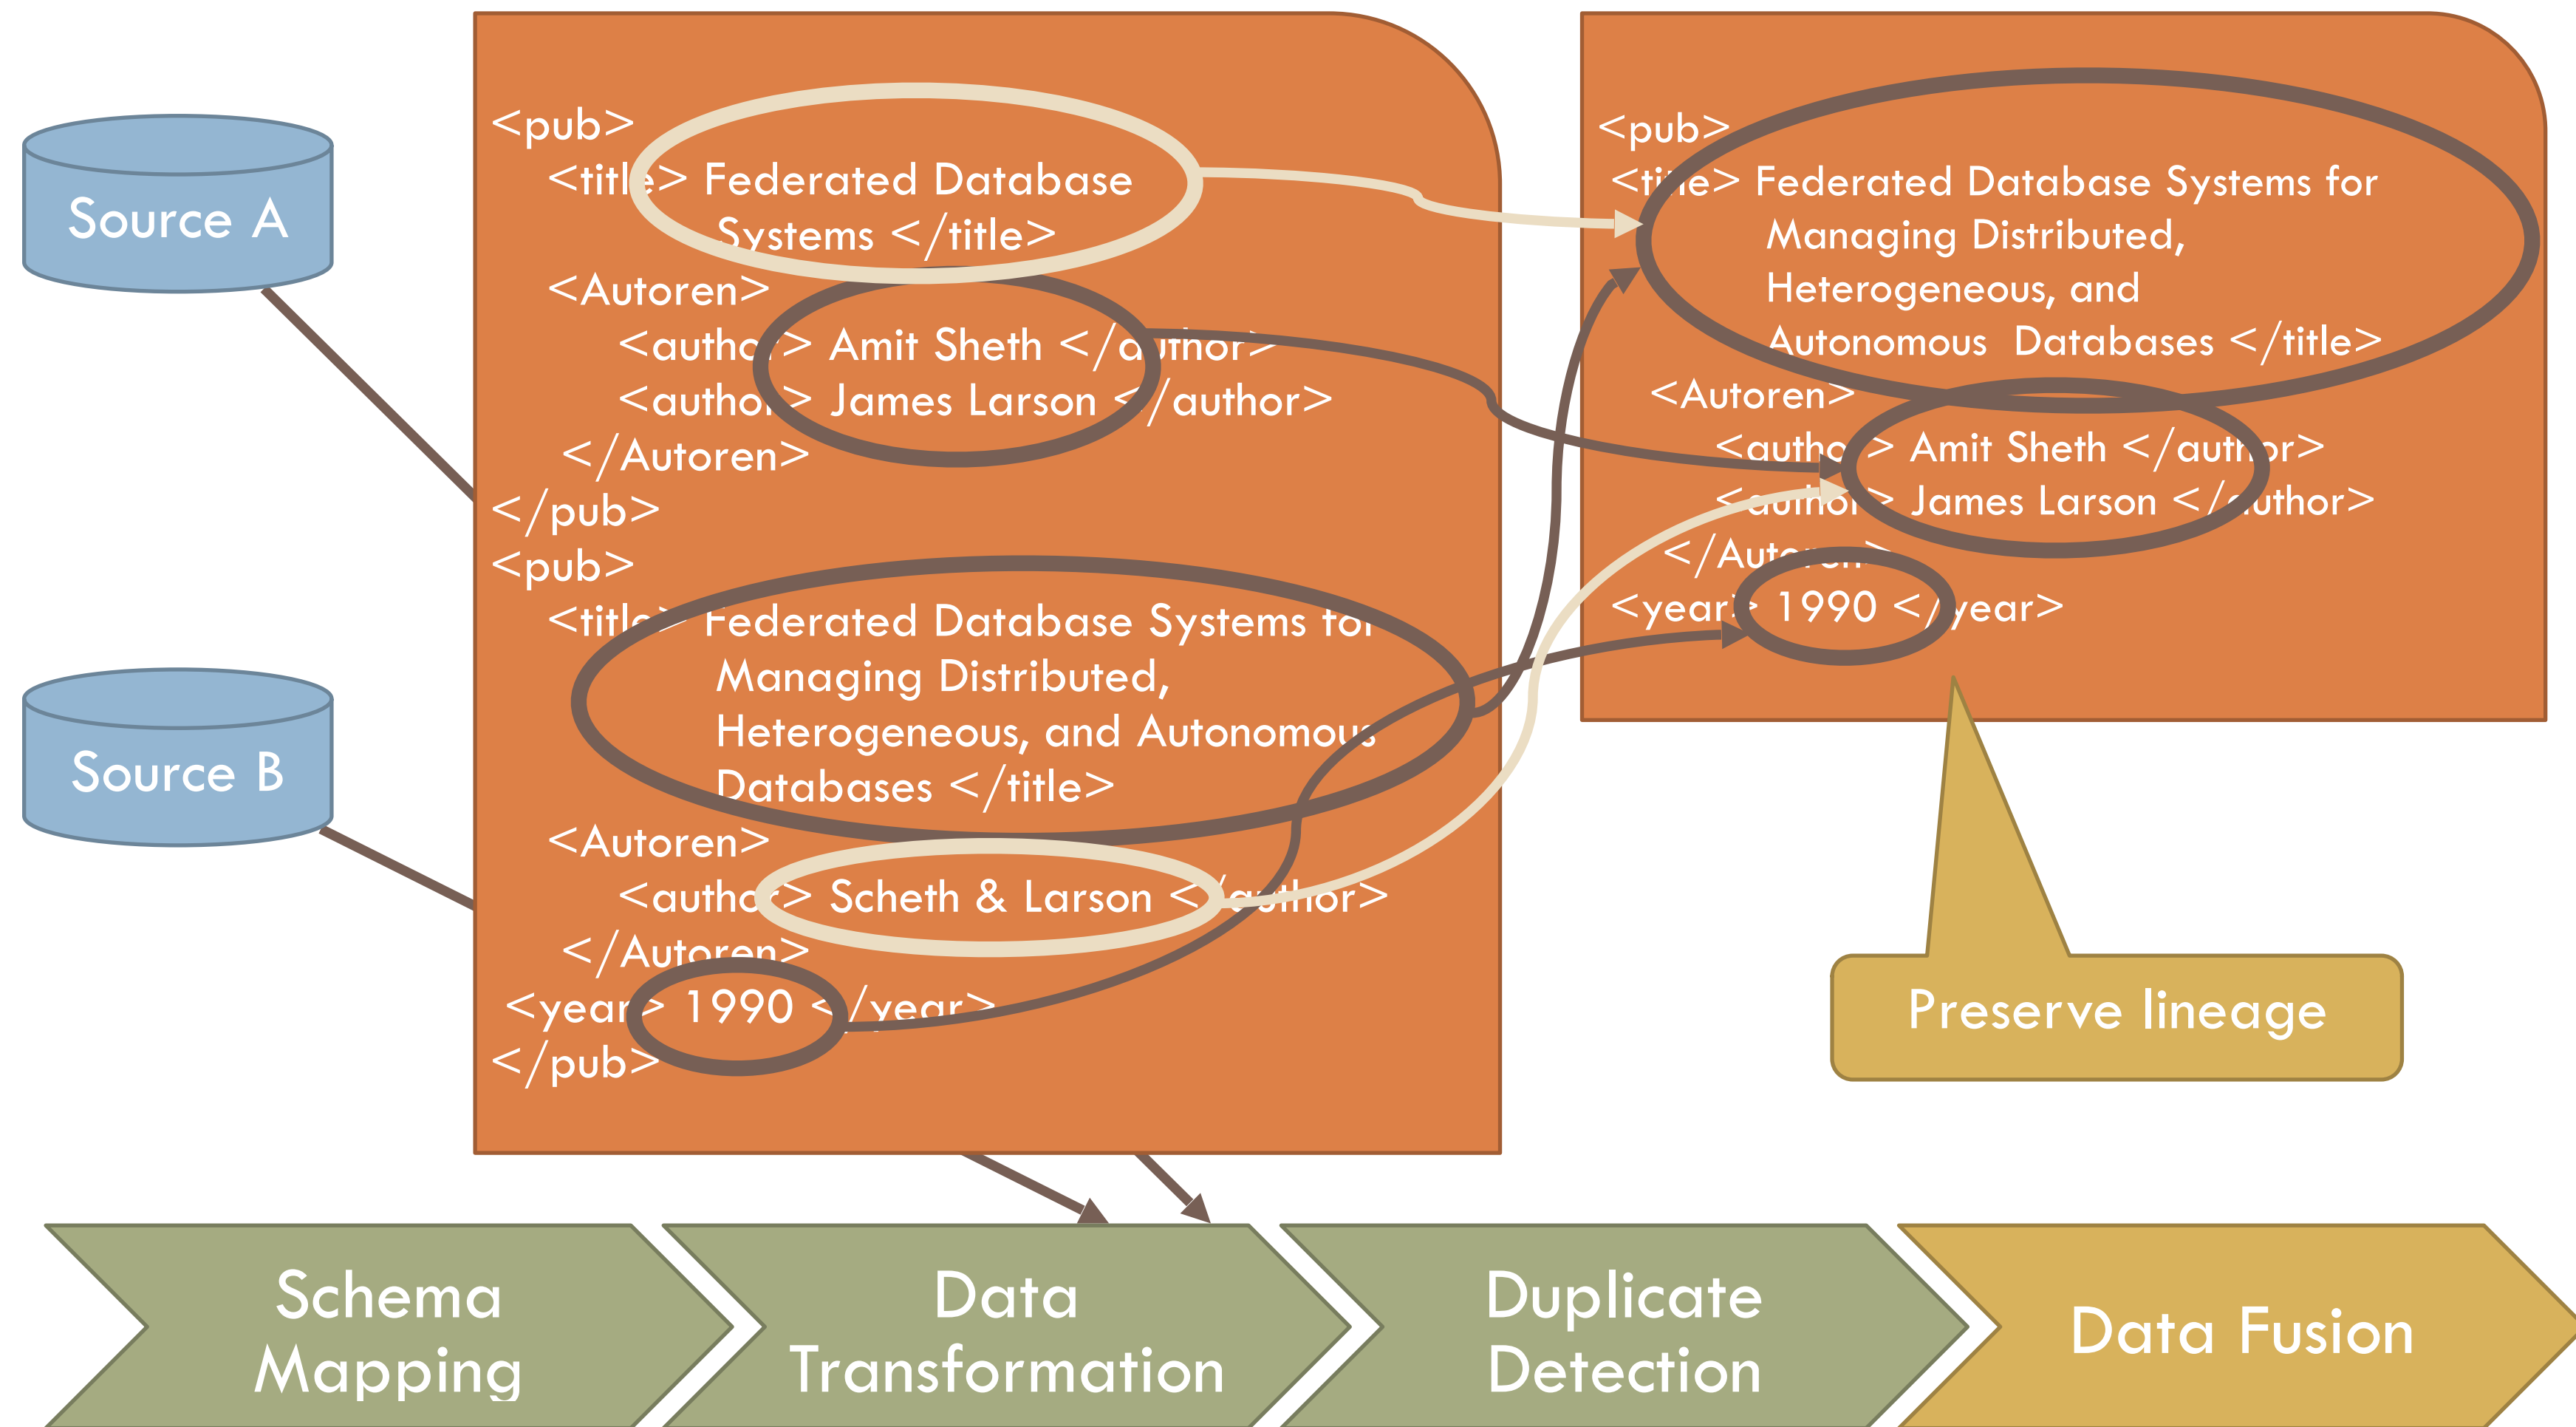 Source A
Source B
<pub>
<title> Federated Database
Systems </title>
<Autoren>
<author> Amit Sheth </author>
<author> James Larson </author>
</Autoren>
</pub>
<pub>
<title> Federated Database Systems for
Managing Distributed,
Heterogeneous, and Autonomous
Databases </title>
<Autoren>
<author> Scheth & Larson </author>
</Autoren>
<year> 1990 </year>
</pub>
<pub>
<title> Federated Database Systems for
Managing Distributed,
Heterogeneous, and
Autonomous Databases </title>
<Autoren>
<author> Amit Sheth </author>
<author> James Larson </author>
</Autoren>
<year> 1990 </year>
Preserve lineage
Schema
Mapping
Data
Transformation
Duplicate
Detection
Data Fusion